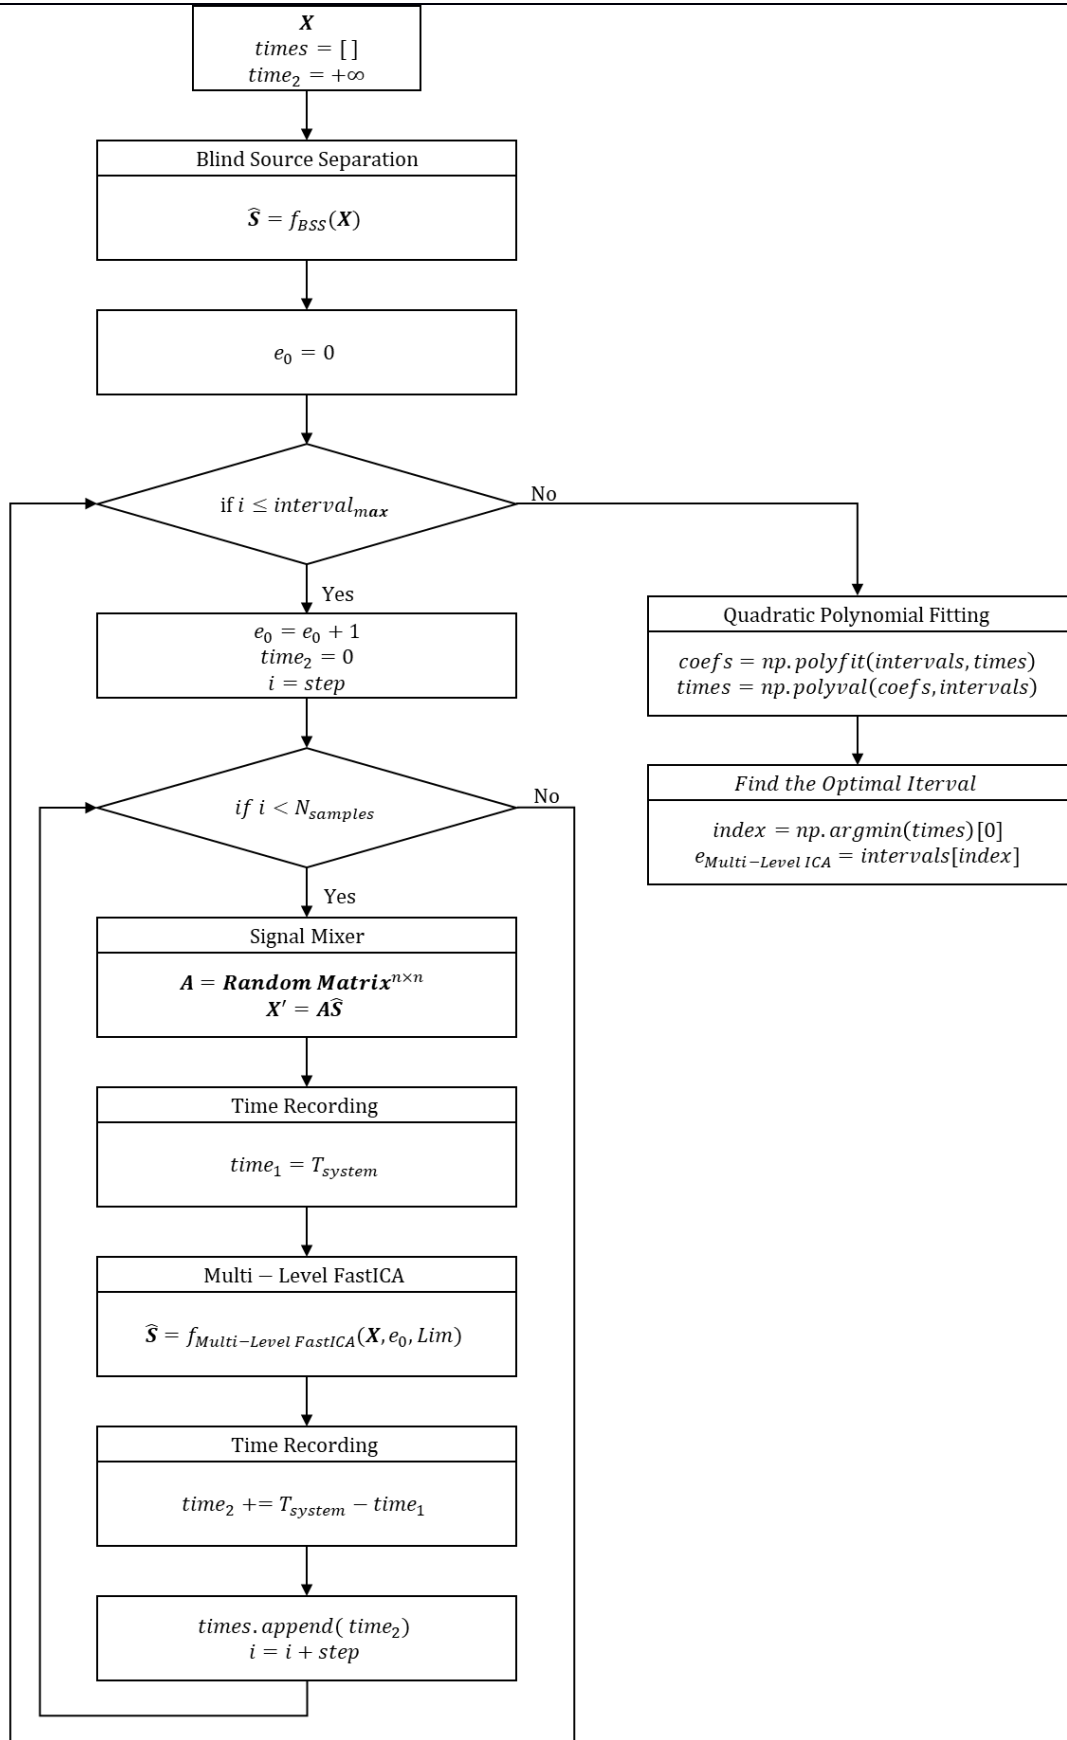 X
times = [ ]
time₂ = +∞
Blind Source Separation
Ŝ = f_BSS(X)
e₀ = 0
if i ≤ interval_max
No
Yes
e₀ = e₀ + 1
time₂ = 0
i = step
if i < N_samples
No
Yes
Signal Mixer
A = Random Matrixⁿˣⁿ
X′ = AŜ
Time Recording
time₁ = T_system
Multi − Level FastICA
Ŝ = f_Multi−Level FastICA(X, e₀, Lim)
Time Recording
time₂ += T_system − time₁
times. append( time₂)
i = i + step
Quadratic Polynomial Fitting
coefs = np. polyfit(intervals, times)
times = np. polyval(coefs, intervals)
Find the Optimal Iterval
index = np. argmin(times)[0]
e_Multi−Level ICA = intervals[index]